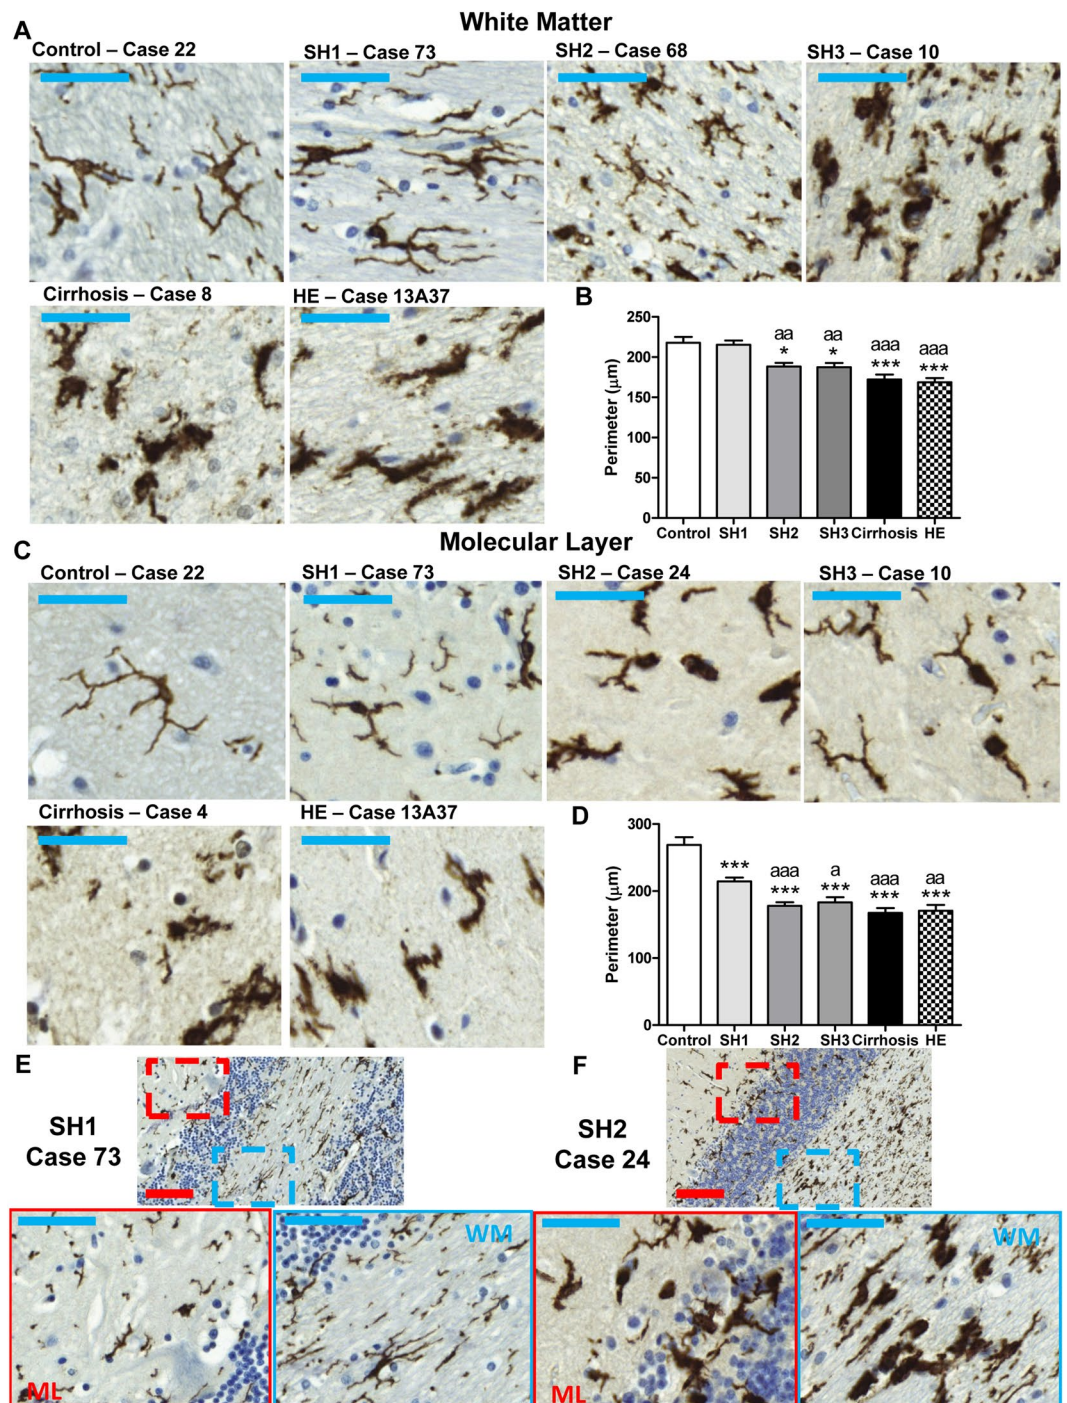 White Matter
A
Control – Case 22
SH1 – Case 73
SH2 – Case 68
SH3 – Case 10
Cirrhosis – Case 8
HE – Case 13A37
B
250
200
150
100
50
0
Perimeter (μm)
aa
*
aa
*
aaa
***
aaa
***
Control SH1 SH2 SH3 Cirrhosis HE
Molecular Layer
C
Control – Case 22
SH1 – Case 73
SH2 – Case 24
SH3 – Case 10
Cirrhosis – Case 4
HE – Case 13A37
D
300
200
100
0
Perimeter (μm)
***
aaa
***
a
***
aaa
***
aa
***
Control SH1 SH2 SH3 Cirrhosis HE
E
SH1
Case 73
ML
WM
F
SH2
Case 24
ML
WM